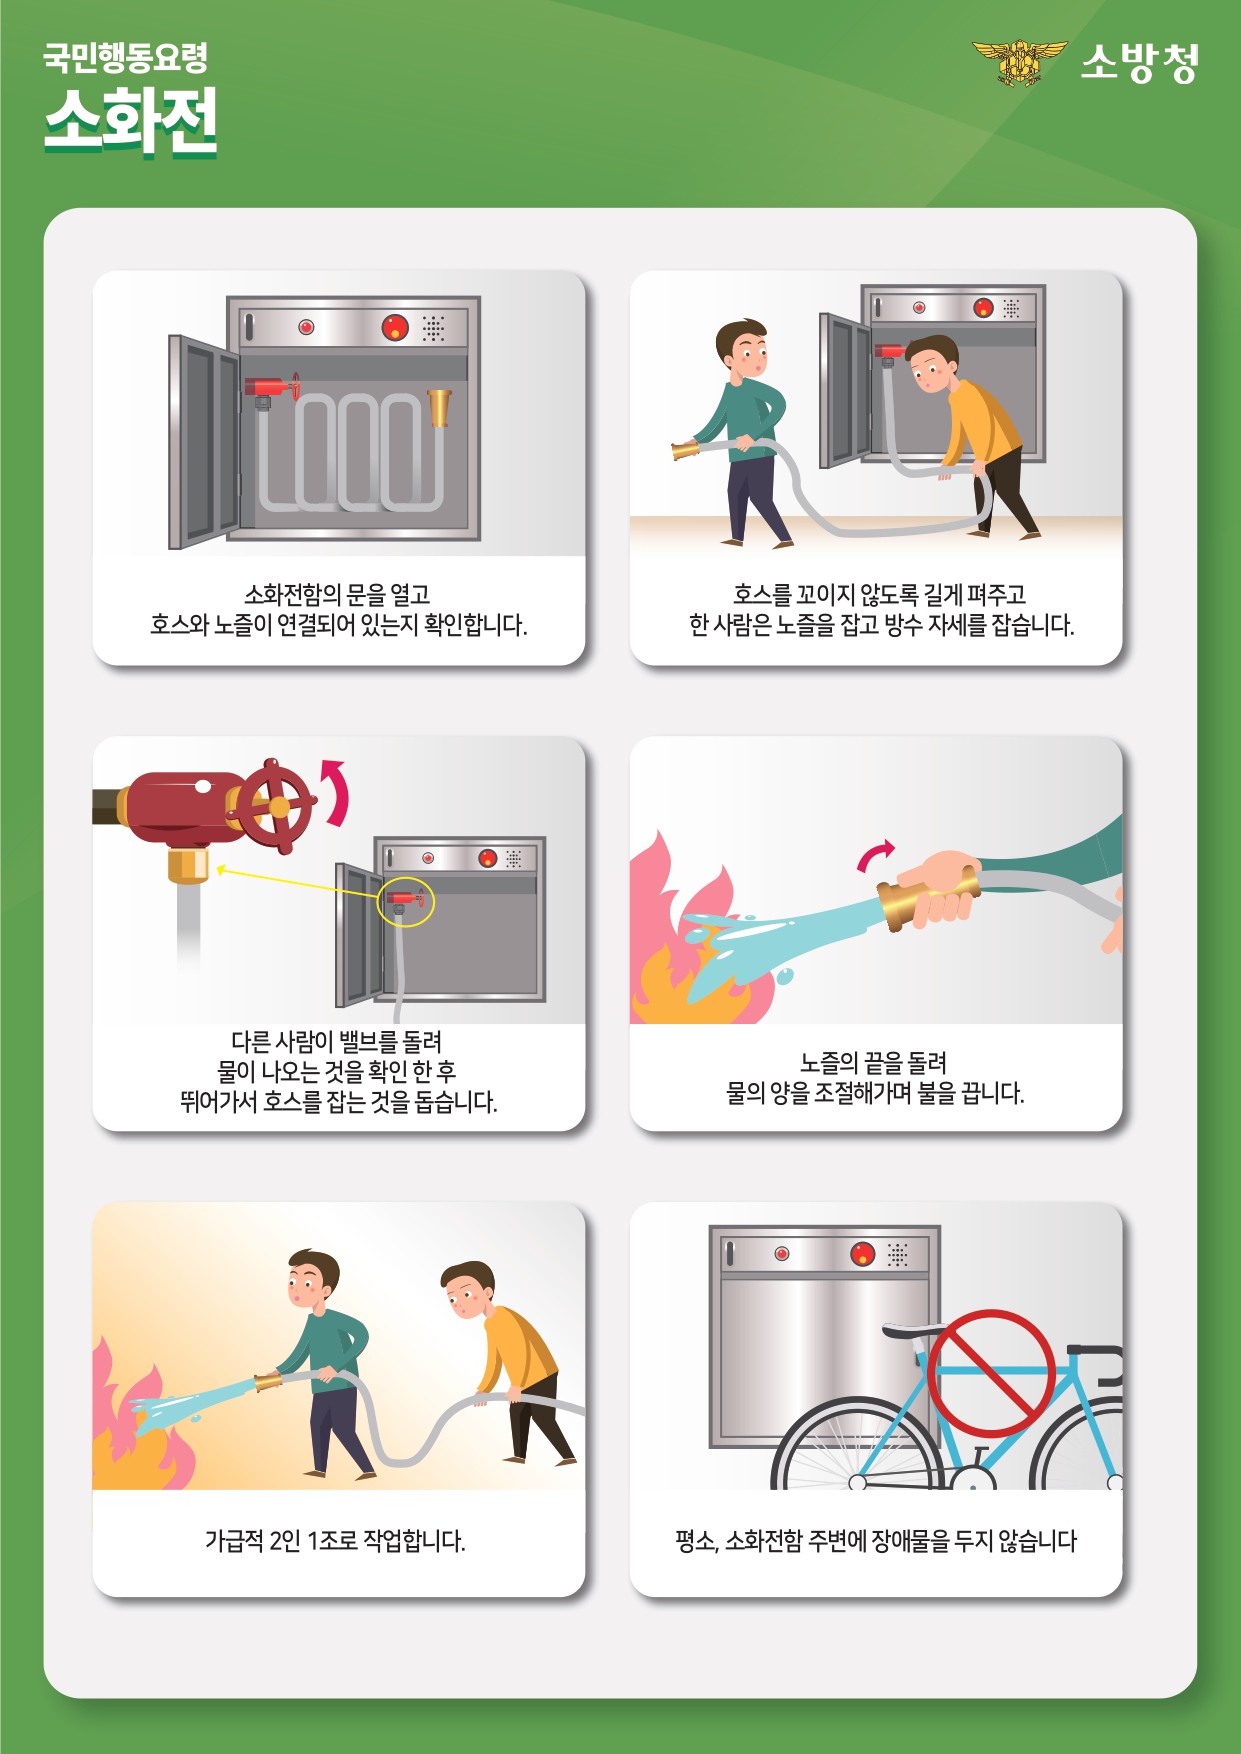 국민행동요령
소화전
소방청
소화전함의 문을 열고
호스와 노즐이 연결되어 있는지 확인합니다.
호스를 꼬이지 않도록 길게 펴주고
한 사람은 노즐을 잡고 방수 자세를 잡습니다.
다른 사람이 밸브를 돌려
물이 나오는 것을 확인 한 후
뛰어가서 호스를 잡는 것을 돕습니다.
노즐의 끝을 돌려
물의 양을 조절해가며 불을 끕니다.
가급적 2인 1조로 작업합니다.
평소, 소화전함 주변에 장애물을 두지 않습니다